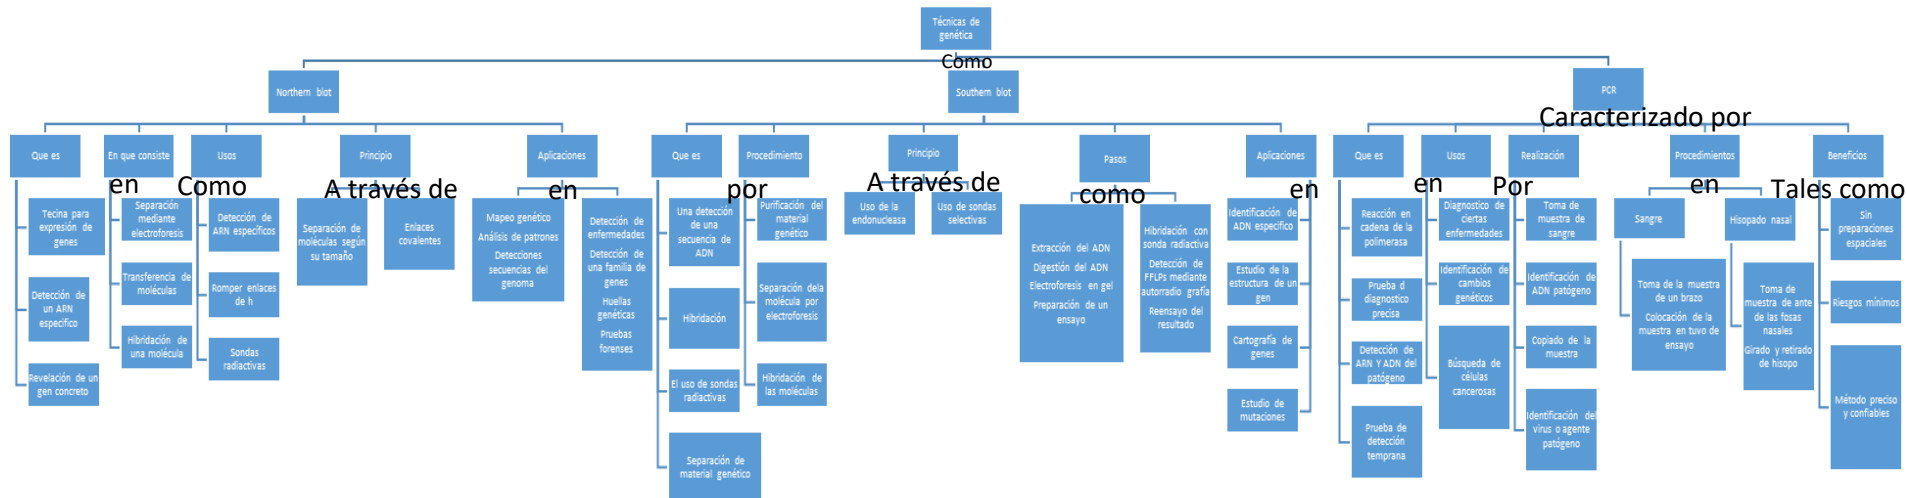 Técnicas de
genética
Como
Northern blot
Southern blot
PCR
Caracterizado por
Que es
En que consiste
Usos
Principio
Aplicaciones
Que es
Procedimiento
Principio
Pasos
Aplicaciones
Que es
Usos
Realización
Procedimientos
Beneficios
en
Como
A través de
en
por
A través de
como
en
en
Por
en
Tales como
Tecina para
expresión de
genes
Detección de
un ARN
especifico
Revelación de un
gen concreto
Separación
mediante
electroforesis
Transferencia de
moléculas
Hibridación de
una molécula
Detección de
ARN específicos
Romper enlaces
de h
Sondas
radiactivas
Separación de
moléculas según
su tamaño
Enlaces
covalentes
Mapeo genético
Análisis de patrones
Detecciones
secuencias del
genoma
Detección de
enfermedades
Detección de
una familia de
genes
Huellas
genéticas
Pruebas
forenses
Una detección
de una
secuencia de
ADN
Hibridación
El uso de sondas
radiactivas
Separación de
material genético
Purificación del
material
genético
Separación dela
molécula por
electroforesis
Hibridación de
las moléculas
Uso de la
endonucleasa
Uso de sondas
selectivas
Extracción del ADN
Digestión del ADN
Electroforesis en gel
Preparación de un
ensayo
Hibridación con
sonda radiactiva
Detección de
FFLPs mediante
autorradio grafía
Reensayo del
resultado
Identificación de
ADN especifico
Estudio de la
estructura de un
gen
Cartografía de
genes
Estudio de
mutaciones
Reacción en
cadena de la
polimerasa
Prueba d
diagnostico
precisa
Detección de
ARN Y ADN del
patógeno
Prueba de
detección
temprana
Diagnostico de
ciertas
enfermedades
Identificación de
cambios
genéticos
Búsqueda de
células
cancerosas
Toma de
muestra de
sangre
Identificación de
ADN patógeno
Copiado de la
muestra
Identificación del
virus o agente
patógeno
Sangre
Toma de la muestra
de un brazo
Colocación de la
muestra en tuvo de
ensayo
Hisopado nasal
Toma de
muestra de ante
de las fosas
nasales
Girado y retirado
de hisopo
Sin
preparaciones
espaciales
Riesgos mínimos
Método preciso
y confiables